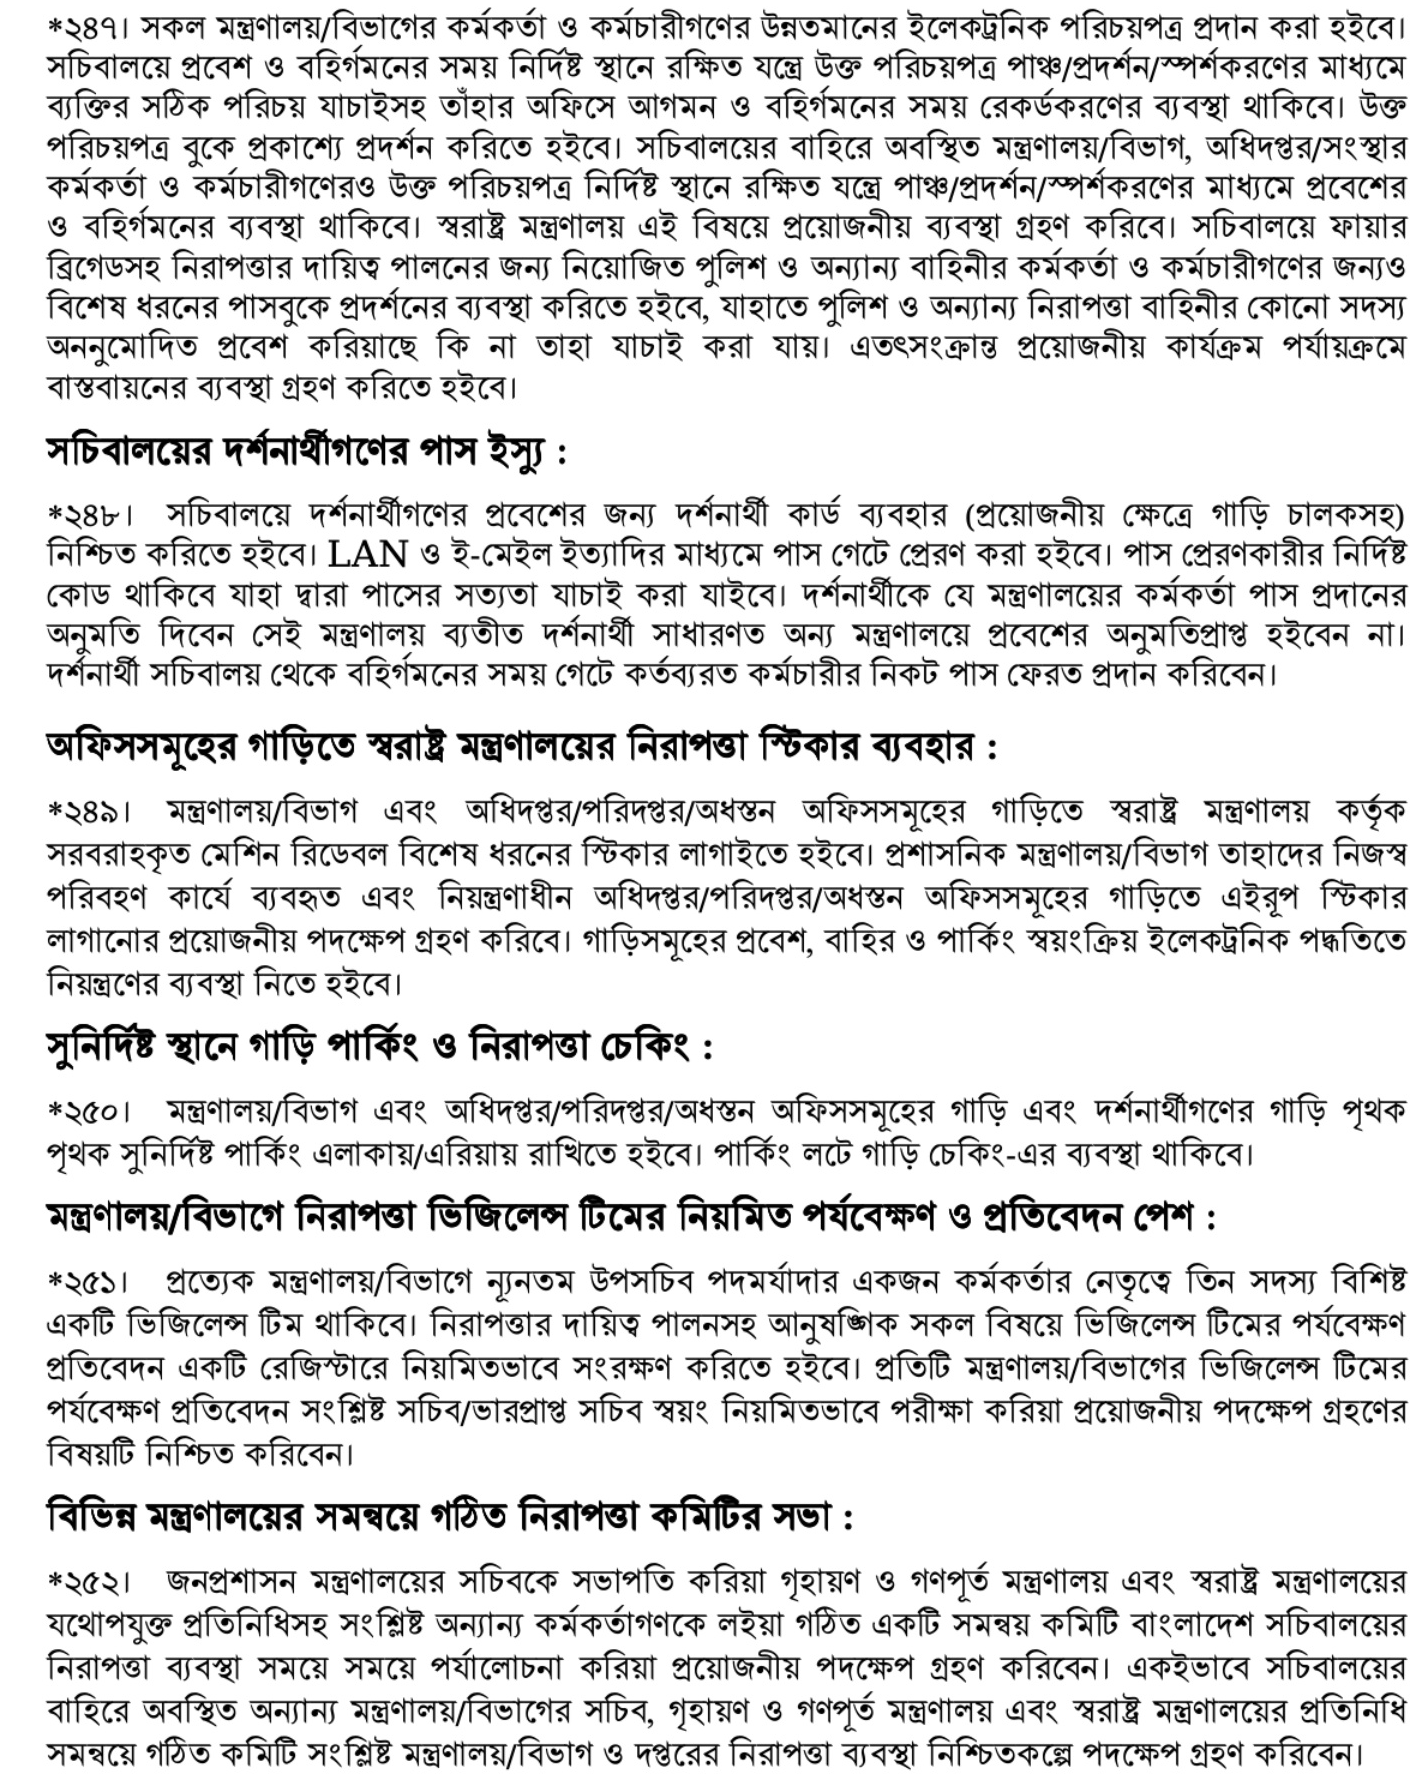 *২৪৭। সকল মন্ত্রণালয়/বিভাগের কর্মকর্তা ও কর্মচারীগণের উন্নতমানের ইলেকট্রনিক পরিচয়পত্র প্রদান করা হইবে।
সচিবালয়ে প্রবেশ ও বহির্গমনের সময় নির্দিষ্ট স্থানে রক্ষিত যন্ত্রে উক্ত পরিচয়পত্র পাঞ্চ/প্রদর্শন/স্পর্শকরণের মাধ্যমে
ব্যক্তির সঠিক পরিচয় যাচাইসহ তাঁহার অফিসে আগমন ও বহির্গমনের সময় রেকর্ডকরণের ব্যবস্থা থাকিবে। উক্ত
পরিচয়পত্র বুকে প্রকাশ্যে প্রদর্শন করিতে হইবে। সচিবালয়ের বাহিরে অবস্থিত মন্ত্রণালয়/বিভাগ, অধিদপ্তর/সংস্থার
কর্মকর্তা ও কর্মচারীগণেরও উক্ত পরিচয়পত্র নির্দিষ্ট স্থানে রক্ষিত যন্ত্রে পাঞ্চ/প্রদর্শন/স্পর্শকরণের মাধ্যমে প্রবেশের
ও বহির্গমনের ব্যবস্থা থাকিবে। স্বরাষ্ট্র মন্ত্রণালয় এই বিষয়ে প্রয়োজনীয় ব্যবস্থা গ্রহণ করিবে। সচিবালয়ে ফায়ার
ব্রিগেডসহ নিরাপত্তার দায়িত্ব পালনের জন্য নিয়োজিত পুলিশ ও অন্যান্য বাহিনীর কর্মকর্তা ও কর্মচারীগণের জন্যও
বিশেষ ধরনের পাসবুকে প্রদর্শনের ব্যবস্থা করিতে হইবে, যাহাতে পুলিশ ও অন্যান্য নিরাপত্তা বাহিনীর কোনো সদস্য
অননুমোদিত প্রবেশ করিয়াছে কি না তাহা যাচাই করা যায়। এতৎসংক্রান্ত প্রয়োজনীয় কার্যক্রম পর্যায়ক্রমে
বাস্তবায়নের ব্যবস্থা গ্রহণ করিতে হইবে।
সচিবালয়ের দর্শনার্থীগণের পাস ইস্যু :
*২৪৮। সচিবালয়ে দর্শনার্থীগণের প্রবেশের জন্য দর্শনার্থী কার্ড ব্যবহার (প্রয়োজনীয় ক্ষেত্রে গাড়ি চালকসহ)
নিশ্চিত করিতে হইবে। LAN ও ই-মেইল ইত্যাদির মাধ্যমে পাস গেটে প্রেরণ করা হইবে। পাস প্রেরণকারীর নির্দিষ্ট
কোড থাকিবে যাহা দ্বারা পাসের সত্যতা যাচাই করা যাইবে। দর্শনার্থীকে যে মন্ত্রণালয়ের কর্মকর্তা পাস প্রদানের
অনুমতি দিবেন সেই মন্ত্রণালয় ব্যতীত দর্শনার্থী সাধারণত অন্য মন্ত্রণালয়ে প্রবেশের অনুমতিপ্রাপ্ত হইবেন না।
দর্শনার্থী সচিবালয় থেকে বহির্গমনের সময় গেটে কর্তব্যরত কর্মচারীর নিকট পাস ফেরত প্রদান করিবেন।
অফিসসমূহের গাড়িতে স্বরাষ্ট্র মন্ত্রণালয়ের নিরাপত্তা স্টিকার ব্যবহার :
*২৪৯। মন্ত্রণালয়/বিভাগ এবং অধিদপ্তর/পরিদপ্তর/অধস্তন অফিসসমূহের গাড়িতে স্বরাষ্ট্র মন্ত্রণালয় কর্তৃক
সরবরাহকৃত মেশিন রিডেবল বিশেষ ধরনের স্টিকার লাগাইতে হইবে। প্রশাসনিক মন্ত্রণালয়/বিভাগ তাহাদের নিজস্ব
পরিবহণ কার্যে ব্যবহৃত এবং নিয়ন্ত্রণাধীন অধিদপ্তর/পরিদপ্তর/অধস্তন অফিসসমূহের গাড়িতে এইরূপ স্টিকার
লাগানোর প্রয়োজনীয় পদক্ষেপ গ্রহণ করিবে। গাড়িসমূহের প্রবেশ, বাহির ও পার্কিং স্বয়ংক্রিয় ইলেকট্রনিক পদ্ধতিতে
নিয়ন্ত্রণের ব্যবস্থা নিতে হইবে।
সুনির্দিষ্ট স্থানে গাড়ি পার্কিং ও নিরাপত্তা চেকিং :
*২৫০। মন্ত্রণালয়/বিভাগ এবং অধিদপ্তর/পরিদপ্তর/অধস্তন অফিসসমূহের গাড়ি এবং দর্শনার্থীগণের গাড়ি পৃথক
পৃথক সুনির্দিষ্ট পার্কিং এলাকায়/এরিয়ায় রাখিতে হইবে। পার্কিং লটে গাড়ি চেকিং-এর ব্যবস্থা থাকিবে।
মন্ত্রণালয়/বিভাগে নিরাপত্তা ভিজিলেন্স টিমের নিয়মিত পর্যবেক্ষণ ও প্রতিবেদন পেশ :
*২৫১। প্রত্যেক মন্ত্রণালয়/বিভাগে ন্যূনতম উপসচিব পদমর্যাদার একজন কর্মকর্তার নেতৃত্বে তিন সদস্য বিশিষ্ট
একটি ভিজিলেন্স টিম থাকিবে। নিরাপত্তার দায়িত্ব পালনসহ আনুষঙ্গিক সকল বিষয়ে ভিজিলেন্স টিমের পর্যবেক্ষণ
প্রতিবেদন একটি রেজিস্টারে নিয়মিতভাবে সংরক্ষণ করিতে হইবে। প্রতিটি মন্ত্রণালয়/বিভাগের ভিজিলেন্স টিমের
পর্যবেক্ষণ প্রতিবেদন সংশ্লিষ্ট সচিব/ভারপ্রাপ্ত সচিব স্বয়ং নিয়মিতভাবে পরীক্ষা করিয়া প্রয়োজনীয় পদক্ষেপ গ্রহণের
বিষয়টি নিশ্চিত করিবেন।
বিভিন্ন মন্ত্রণালয়ের সমন্বয়ে গঠিত নিরাপত্তা কমিটির সভা :
*২৫২। জনপ্রশাসন মন্ত্রণালয়ের সচিবকে সভাপতি করিয়া গৃহায়ণ ও গণপূর্ত মন্ত্রণালয় এবং স্বরাষ্ট্র মন্ত্রণালয়ের
যথোপযুক্ত প্রতিনিধিসহ সংশ্লিষ্ট অন্যান্য কর্মকর্তাগণকে লইয়া গঠিত একটি সমন্বয় কমিটি বাংলাদেশ সচিবালয়ের
নিরাপত্তা ব্যবস্থা সময়ে সময়ে পর্যালোচনা করিয়া প্রয়োজনীয় পদক্ষেপ গ্রহণ করিবেন। একইভাবে সচিবালয়ের
বাহিরে অবস্থিত অন্যান্য মন্ত্রণালয়/বিভাগের সচিব, গৃহায়ণ ও গণপূর্ত মন্ত্রণালয় এবং স্বরাষ্ট্র মন্ত্রণালয়ের প্রতিনিধি
সমন্বয়ে গঠিত কমিটি সংশ্লিষ্ট মন্ত্রণালয়/বিভাগ ও দপ্তরের নিরাপত্তা ব্যবস্থা নিশ্চিতকল্পে পদক্ষেপ গ্রহণ করিবেন।